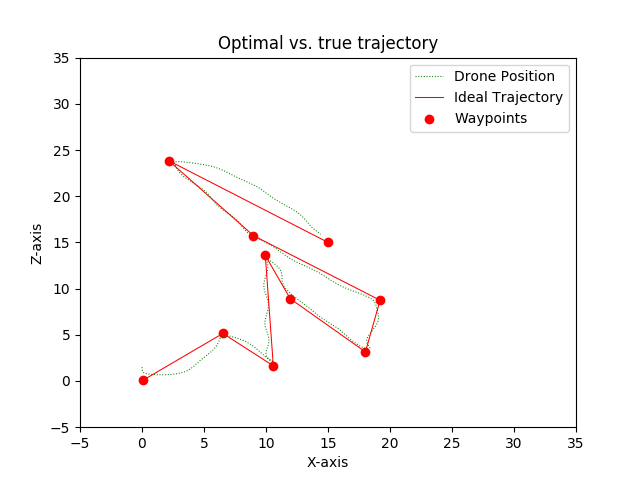 Optimal vs. true trajectory
Drone Position
Ideal Trajectory
Waypoints
Z-axis
35
30
25
20
15
10
5
0
−5
−5 0 5 10 15 20 25 30 35
X-axis